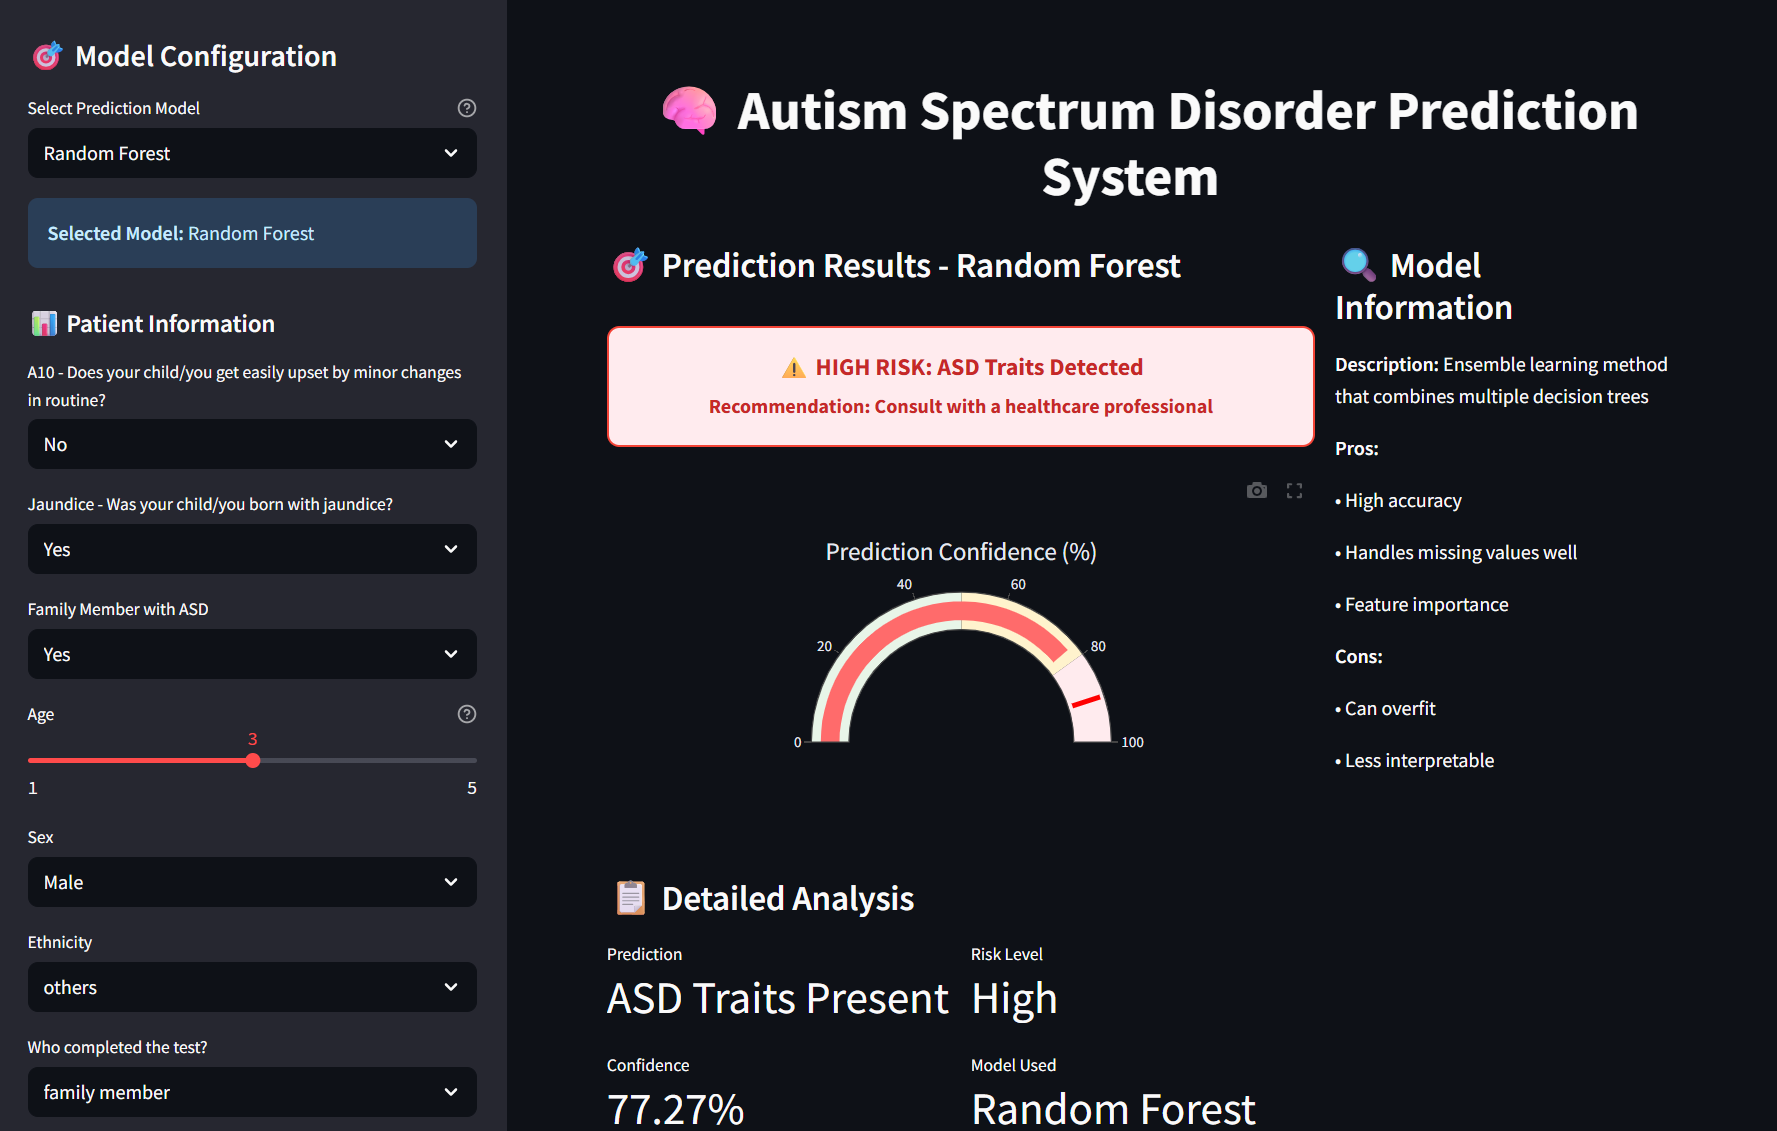 Model Configuration
Select Prediction Model
Random Forest
Selected Model: Random Forest
Patient Information
A10 - Does your child/you get easily upset by minor changes
in routine?
No
Jaundice - Was your child/you born with jaundice?
Yes
Family Member with ASD
Yes
Age
3
1
5
Sex
Male
Ethnicity
others
Who completed the test?
family member
Autism Spectrum Disorder Prediction
System
Prediction Results - Random Forest
HIGH RISK: ASD Traits Detected
Recommendation: Consult with a healthcare professional
Prediction Confidence (%)
0
20
40
60
80
100
Model
Information
Description: Ensemble learning method
that combines multiple decision trees
Pros:
• High accuracy
• Handles missing values well
• Feature importance
Cons:
• Can overfit
• Less interpretable
Detailed Analysis
Prediction
ASD Traits Present
Risk Level
High
Confidence
77.27%
Model Used
Random Forest